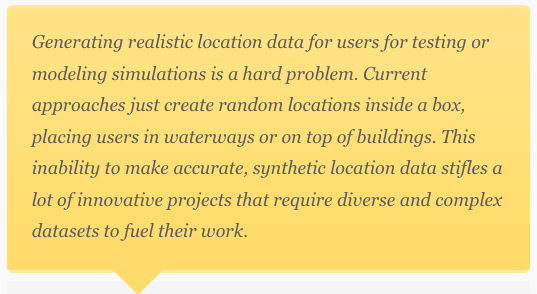 Generating realistic location data for users for testing or
modeling simulations is a hard problem. Current
approaches just create random locations inside a box,
placing users in waterways or on top of buildings. This
inability to make accurate, synthetic location data stifles a
lot of innovative projects that require diverse and complex
datasets to fuel their work.